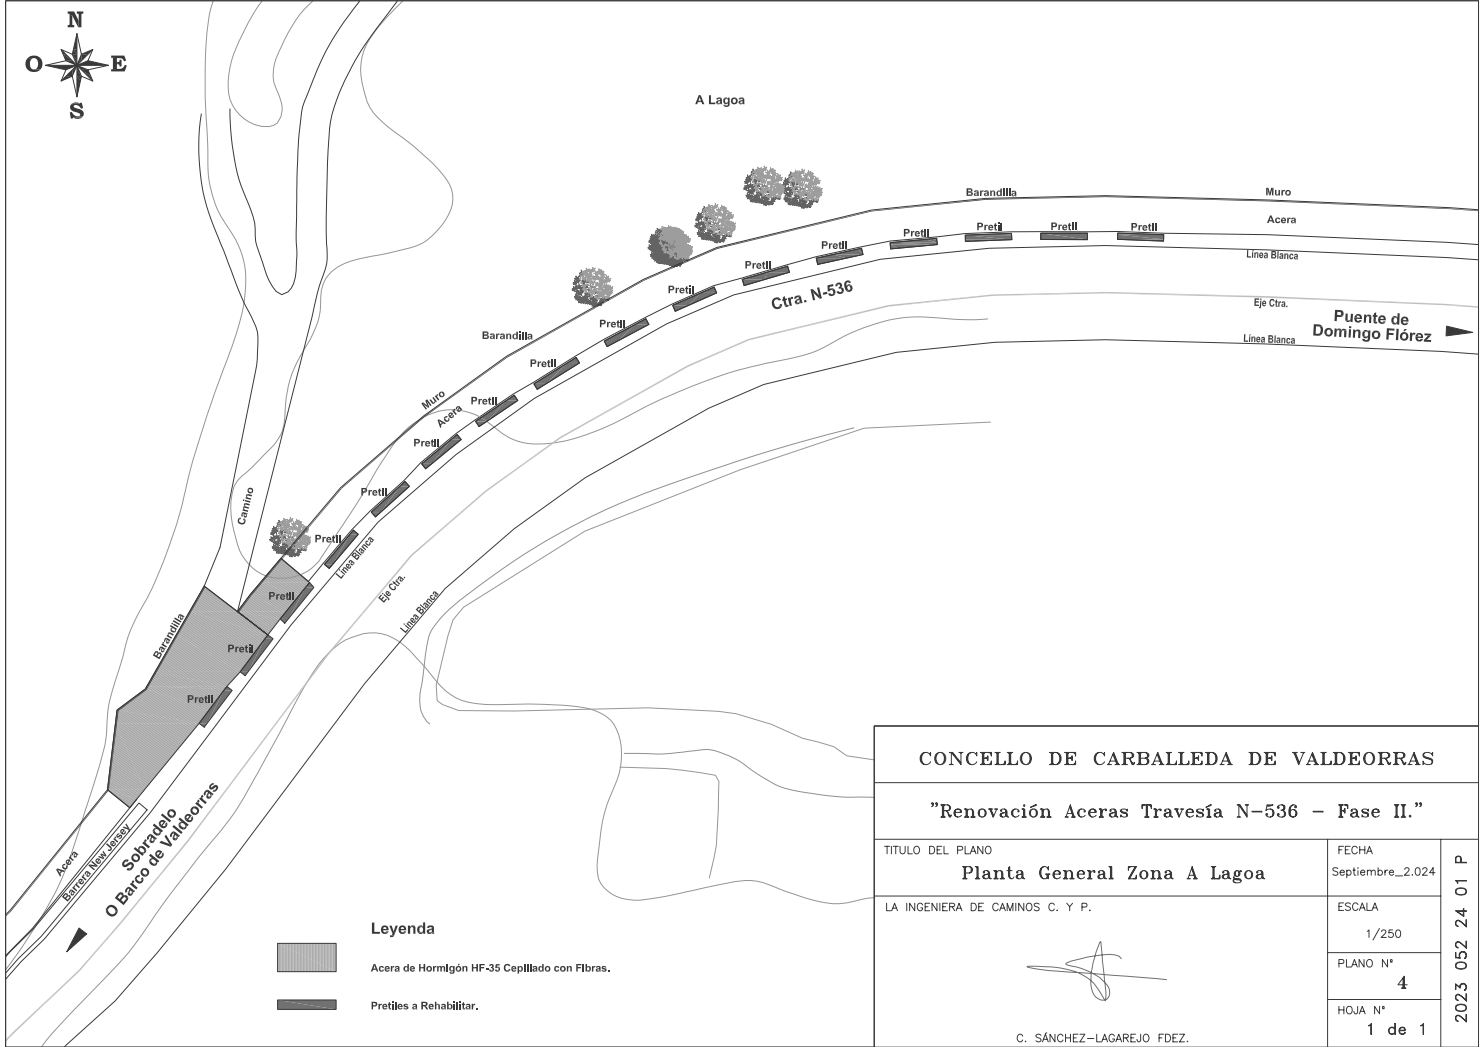 N
O E
S
A Lagoa
Barandilla
Muro
Acera
Pretil
Pretil
Pretil
Pretil
Pretil
Pretil
Pretil
Pretil
Línea Blanca
Ctra. N-536
Eje Ctra.
Puente de
Domingo Flórez
Línea Blanca
Barandilla
Pretil
Pretil
Muro
Acera
Pretil
Pretil
Pretil
Camino
Pretil
Línea Blanca
Eje Ctra.
Línea Blanca
Pretil
Barandilla
Pretil
Pretil
Acera
Barrera New Jersey
Sobradelo
O Barco de Valdeorras
Leyenda
Acera de Hormigón HF-35 Cepillado con Fibras.
Pretiles a Rehabilitar.
CONCELLO DE CARBALLEDA DE VALDEORRAS
"Renovación Aceras Travesía N-536 - Fase II."
TITULO DEL PLANO
Planta General Zona A Lagoa
FECHA
Septiembre_2.024
LA INGENIERA DE CAMINOS C. Y P.
C. SÁNCHEZ-LAGAREJO FDEZ.
ESCALA
1/250
PLANO Nº
4
HOJA Nº
1 de 1
2023 052 24 01 P